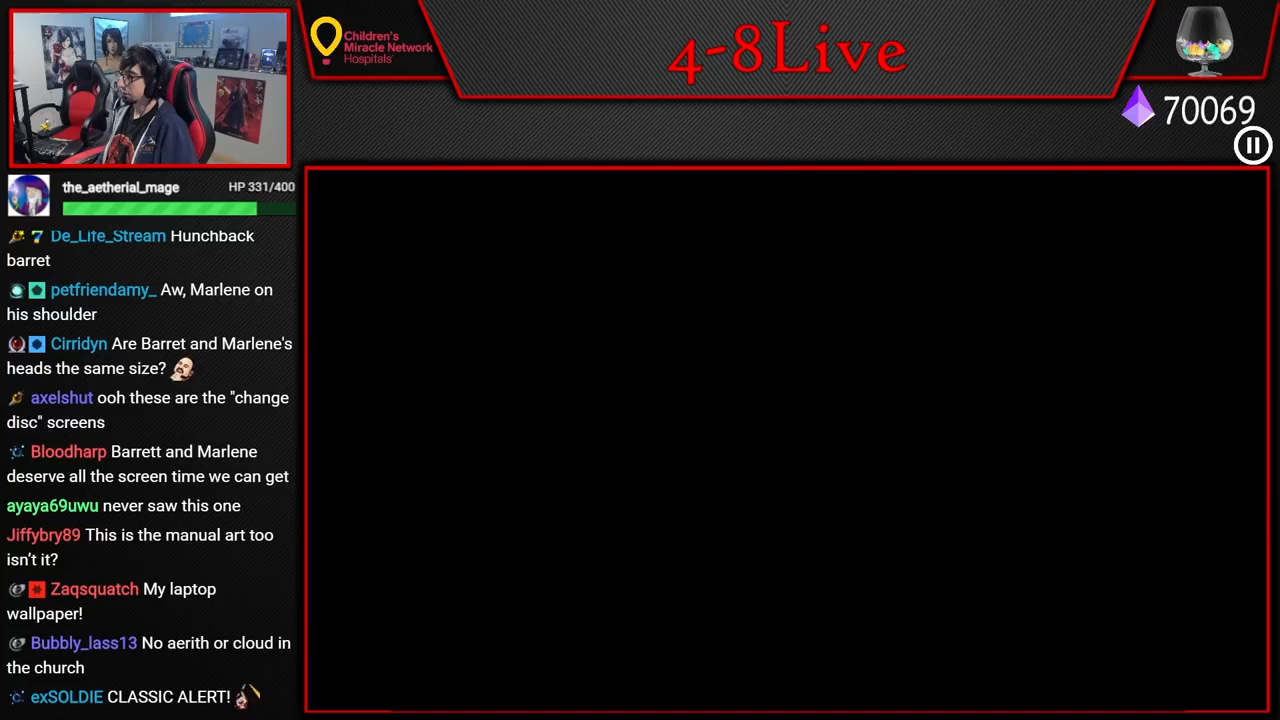 Children's
Miracle Network
Hospitals
4-8Live
70069
the_aetherial_mage HP 331/400
De_Life_Stream Hunchback
barret
petfriendamy_ Aw, Marlene on
his shoulder
Cirridyn Are Barret and Marlene's
heads the same size?
axelshut ooh these are the "change
disc" screens
Bloodharp Barrett and Marlene
deserve all the screen time we can get
ayaya69uwu never saw this one
Jiffybry89 This is the manual art too
isn't it?
Zaqsquatch My laptop
wallpaper!
Bubbly_lass13 No aerith or cloud in
the church
exSOLDIE CLASSIC ALERT!